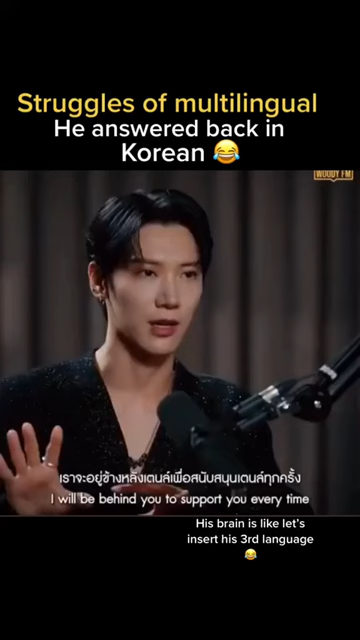 Struggles of multilingual
He answered back in
Korean 😂
WOODY FM
เราจะอยู่ข้างหลังเตนล์เพื่อสนับสนุนเตนล์ทุกครั้ง
I will be behind you to support you every time
His brain is like let's
insert his 3rd language
😂